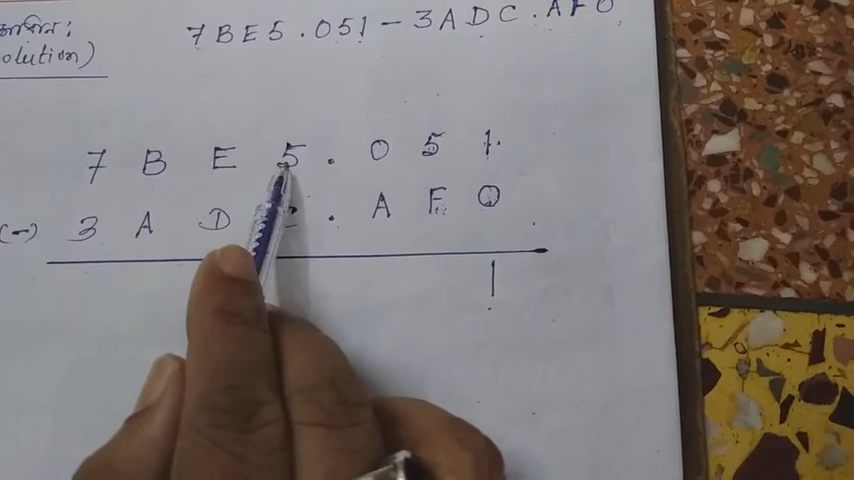 7BE5.051-3ADC.AF0
olution)
7 B E 5 . 0 5 1
(-) 3 A D . A F 0
1